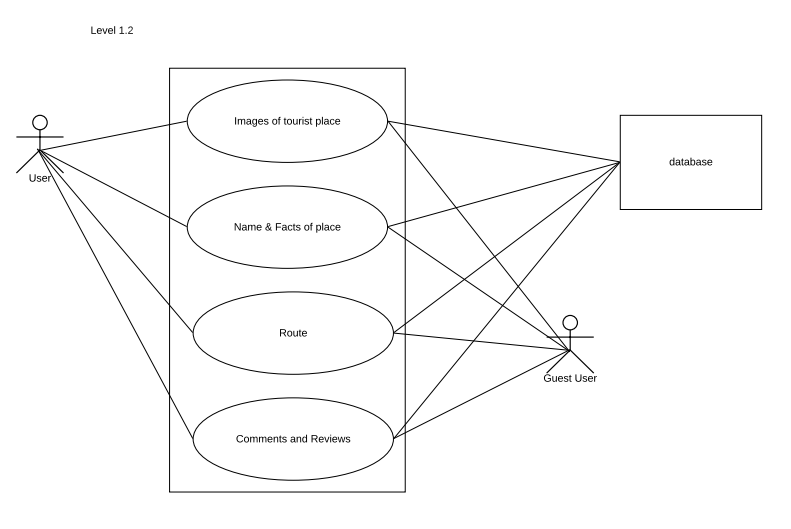 Level 1.2
Images of tourist place
User
database
Name & Facts of place
Route
Guest User
Comments and Reviews